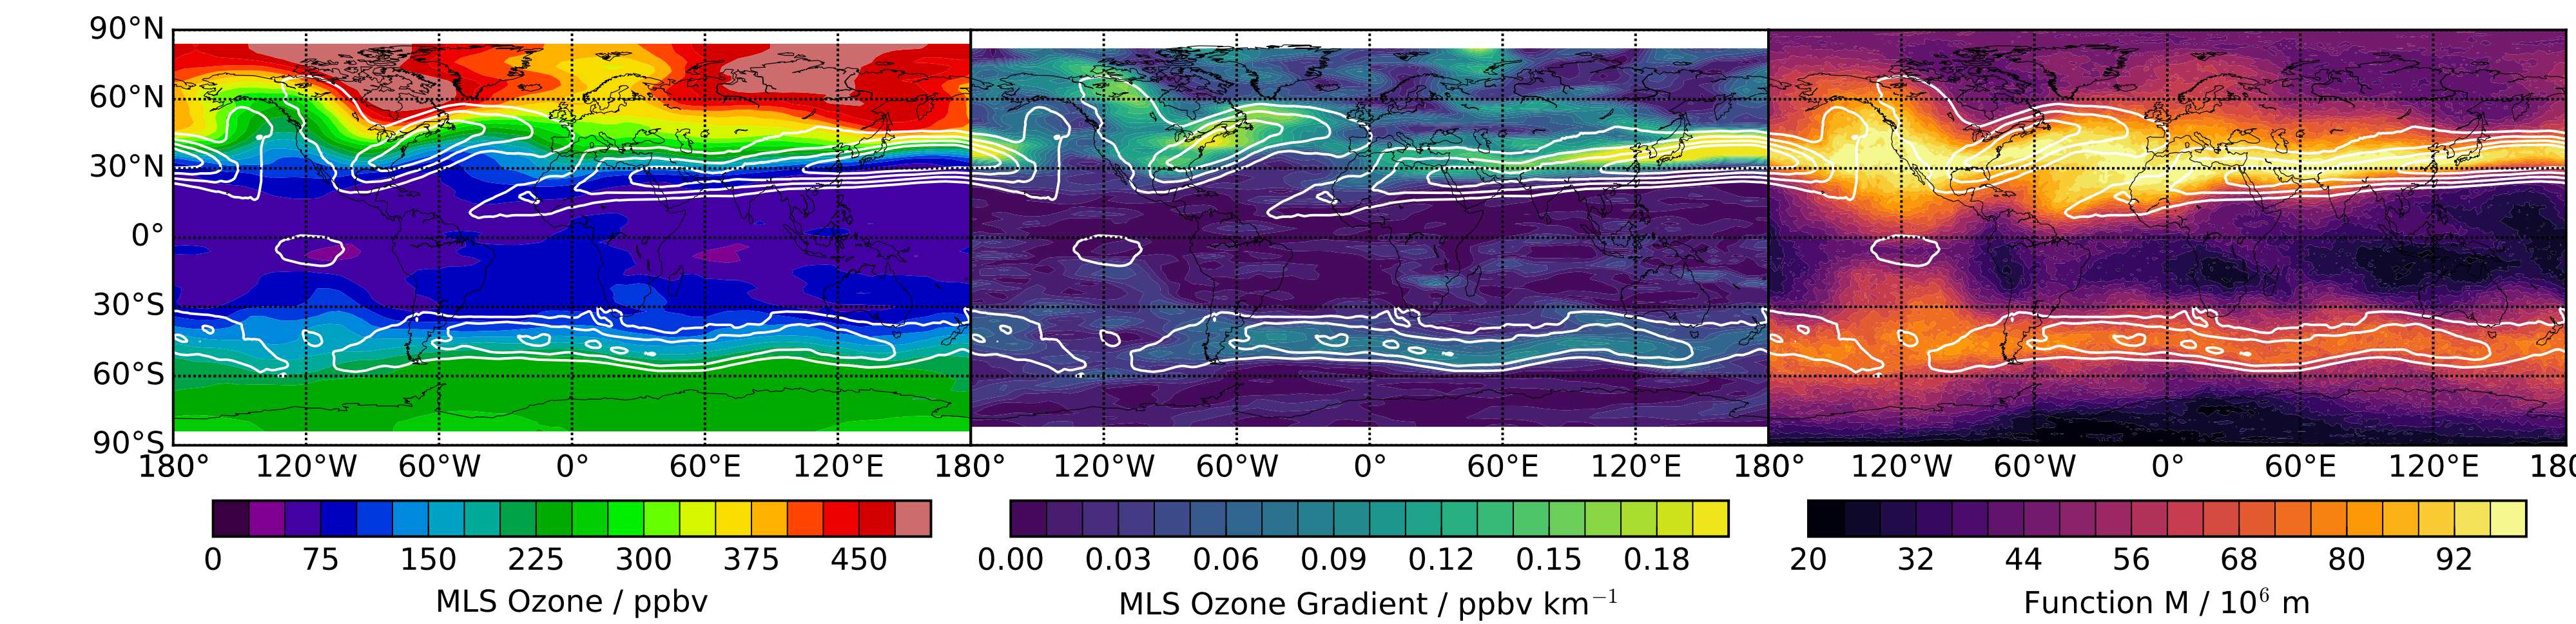 90°N
60°N
30°N
0°
30°S
60°S
90°S
180° 120°W 60°W 0° 60°E 120°E 180° 120°W 60°W 0° 60°E 120°E 180° 120°W 60°W 0° 60°E 120°E 180
0 75 150 225 300 375 450
MLS Ozone / ppbv
0.00 0.03 0.06 0.09 0.12 0.15 0.18
MLS Ozone Gradient / ppbv km⁻¹
20 32 44 56 68 80 92
Function M / 10⁶ m